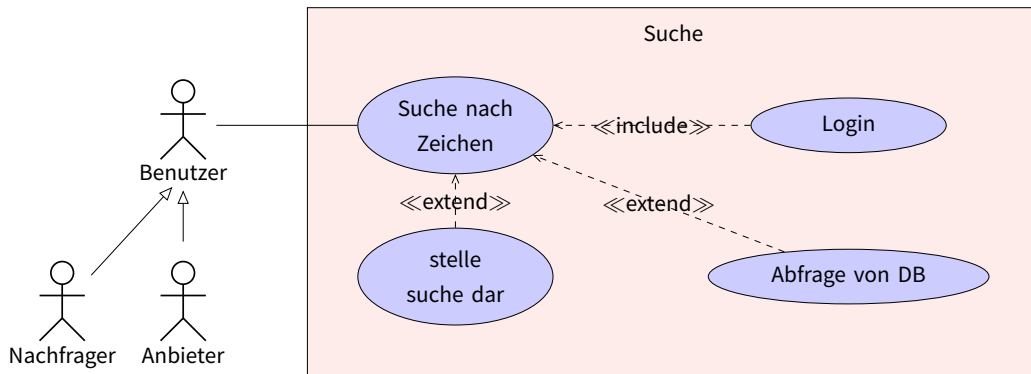 Suche
Suche nach
Zeichen
≪include≫
Login
Benutzer
≪extend≫
≪extend≫
stelle
suche dar
Abfrage von DB
Nachfrager
Anbieter